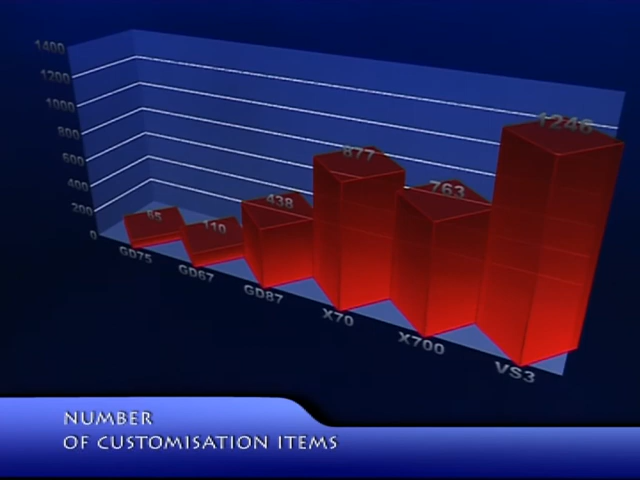 1400
1200
1000
800
600
400
200
0
65
110
438
877
763
1246
GD75
GD67
GD87
X70
X700
VS3
NUMBER
OF CUSTOMISATION ITEMS